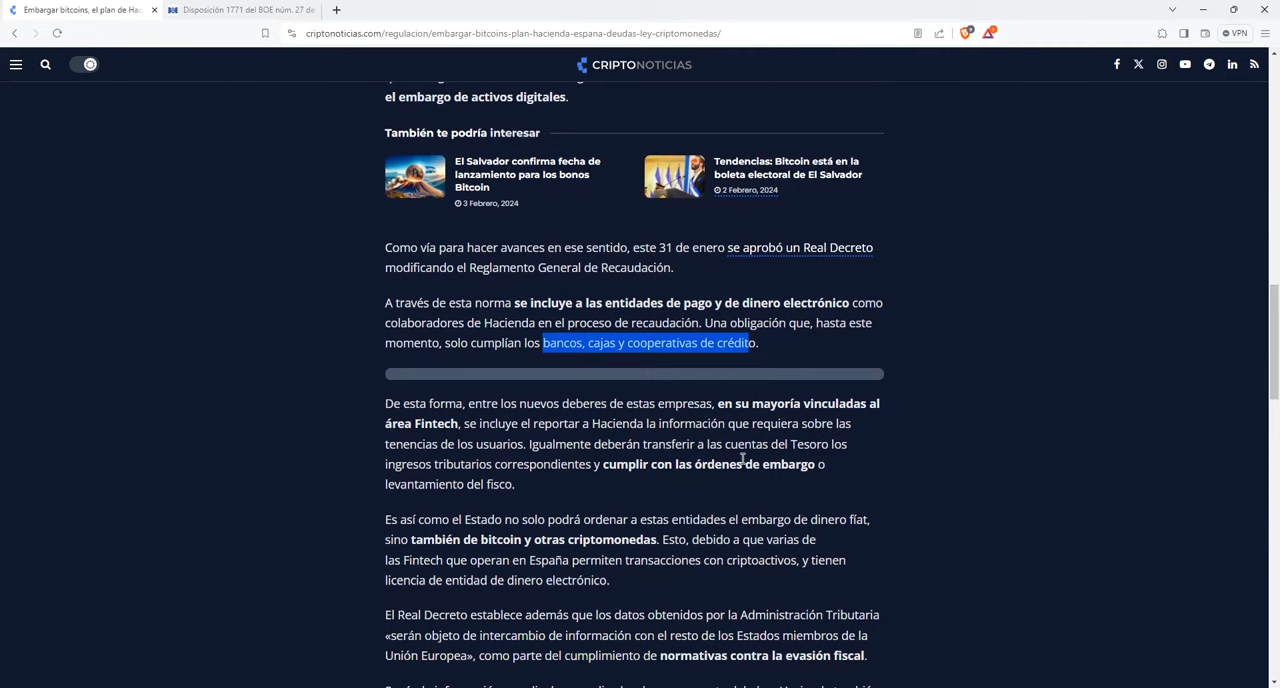 Embargar bitcoins, el plan de Hac
Disposición 1771 del BOE núm. 27 de
criptonoticias.com/regulacion/embargar-bitcoins-plan-hacienda-espana-deudas-ley-criptomonedas/
VPN
CRIPTONOTICIAS
el embargo de activos digitales.
También te podría interesar
El Salvador confirma fecha de
lanzamiento para los bonos
Bitcoin
3 Febrero, 2024
Tendencias: Bitcoin está en la
boleta electoral de El Salvador
2 Febrero, 2024
Como vía para hacer avances en ese sentido, este 31 de enero se aprobó un Real Decreto
modificando el Reglamento General de Recaudación.
A través de esta norma se incluye a las entidades de pago y de dinero electrónico como
colaboradores de Hacienda en el proceso de recaudación. Una obligación que, hasta este
momento, solo cumplían los bancos, cajas y cooperativas de crédito.
De esta forma, entre los nuevos deberes de estas empresas, en su mayoría vinculadas al
área Fintech, se incluye el reportar a Hacienda la información que requiera sobre las
tenencias de los usuarios. Igualmente deberán transferir a las cuentas del Tesoro los
ingresos tributarios correspondientes y cumplir con las órdenes de embargo o
levantamiento del fisco.
Es así como el Estado no solo podrá ordenar a estas entidades el embargo de dinero fíat,
sino también de bitcoin y otras criptomonedas. Esto, debido a que varias de
las Fintech que operan en España permiten transacciones con criptoactivos, y tienen
licencia de entidad de dinero electrónico.
El Real Decreto establece además que los datos obtenidos por la Administración Tributaria
«serán objeto de intercambio de información con el resto de los Estados miembros de la
Unión Europea», como parte del cumplimiento de normativas contra la evasión fiscal.